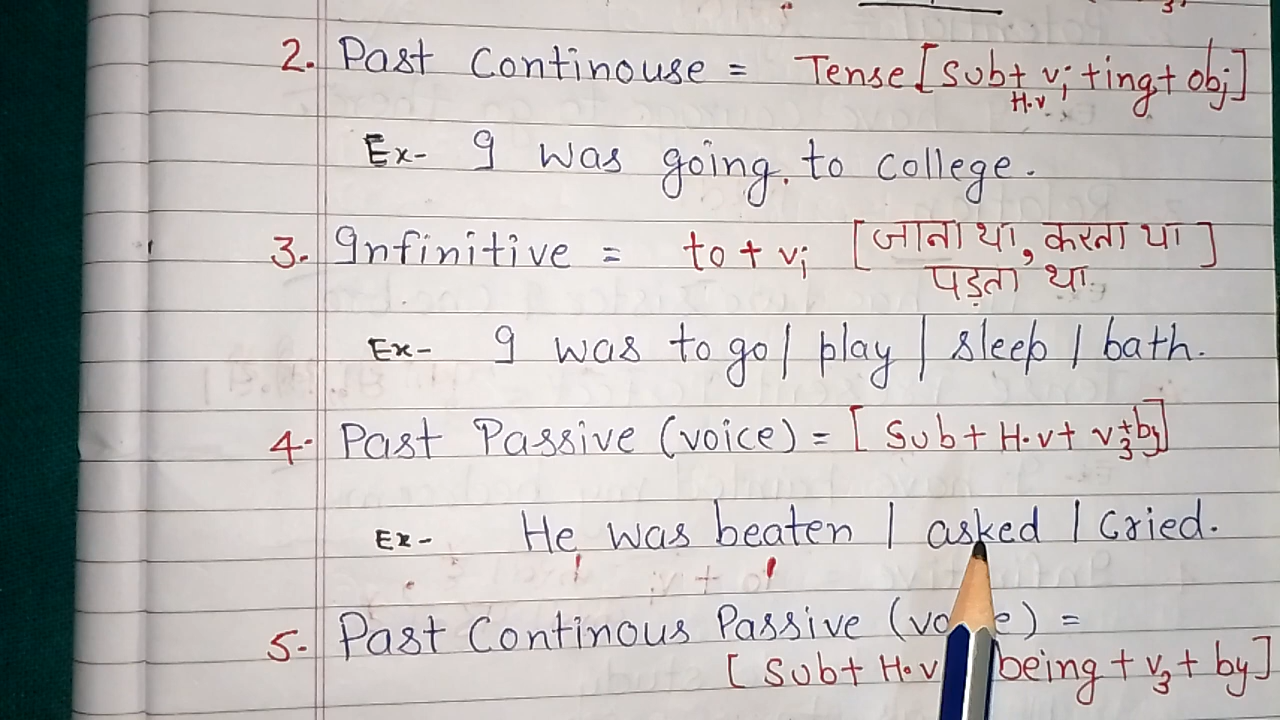 2. Past Continouse = Tense [Sub + v1 + ing + obj]
H.v
Ex- I was going. to college.
3. Infinitive = to + v1 [जाना था, करना था]
पड़ता था.
Ex- I was to go | play | sleep | bath.
4- Past Passive (voice) = [Sub + H.v + v3 + by]
Ex- He was beaten | asked | Cried.
5- Past Continous Passive (vo e) =
[Sub + H.v being + v3 + by]